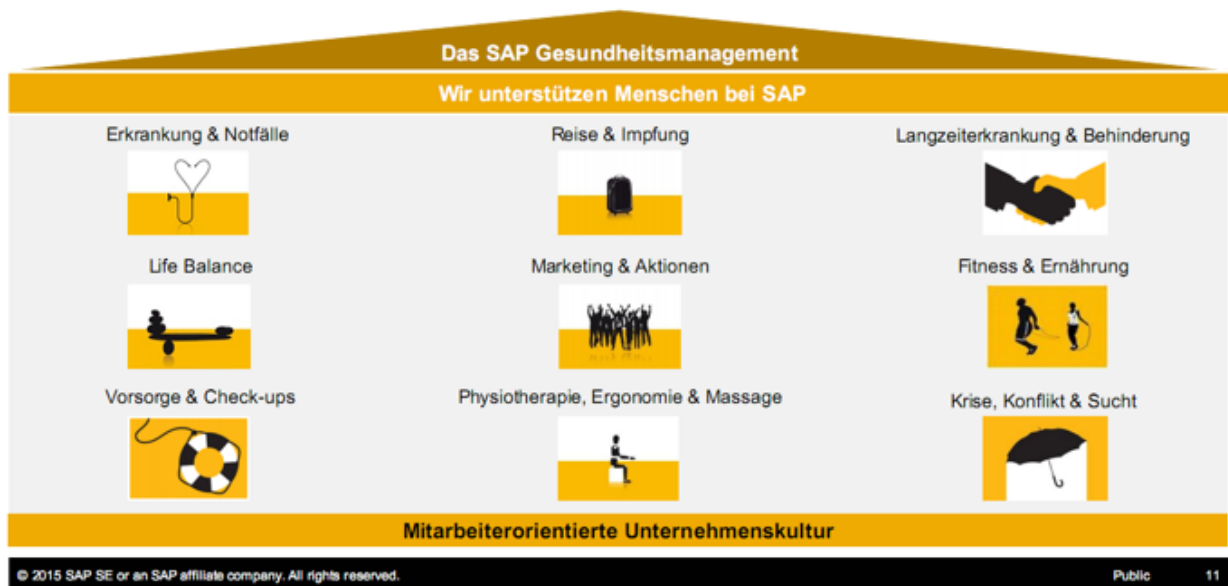 Das SAP Gesundheitsmanagement
Wir unterstützen Menschen bei SAP
Erkrankung & Notfälle
Reise & Impfung
Langzeiterkrankung & Behinderung
Life Balance
Marketing & Aktionen
Fitness & Ernährung
Vorsorge & Check-ups
Physiotherapie, Ergonomie & Massage
Krise, Konflikt & Sucht
Mitarbeiterorientierte Unternehmenskultur
© 2015 SAP SE or an SAP affiliate company. All rights reserved.
Public 11